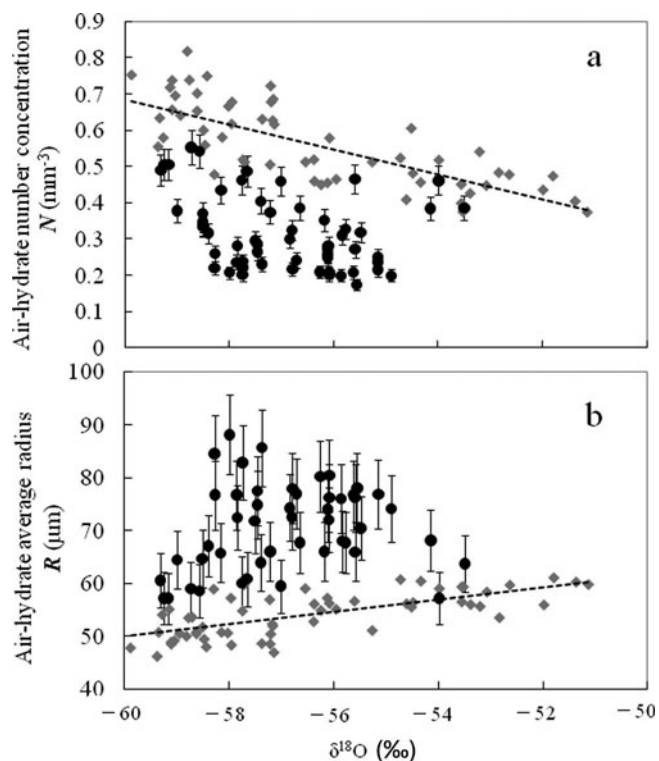 Air-hydrate number concentration
N (mm⁻³)
1
0.9
0.8
0.7
0.6
0.5
0.4
0.3
0.2
0.1
0
a
Air-hydrate average radius
R (μm)
100
90
80
70
60
50
40
b
−60 −58 −56 −54 −52 −50
δ¹⁸O (‰)